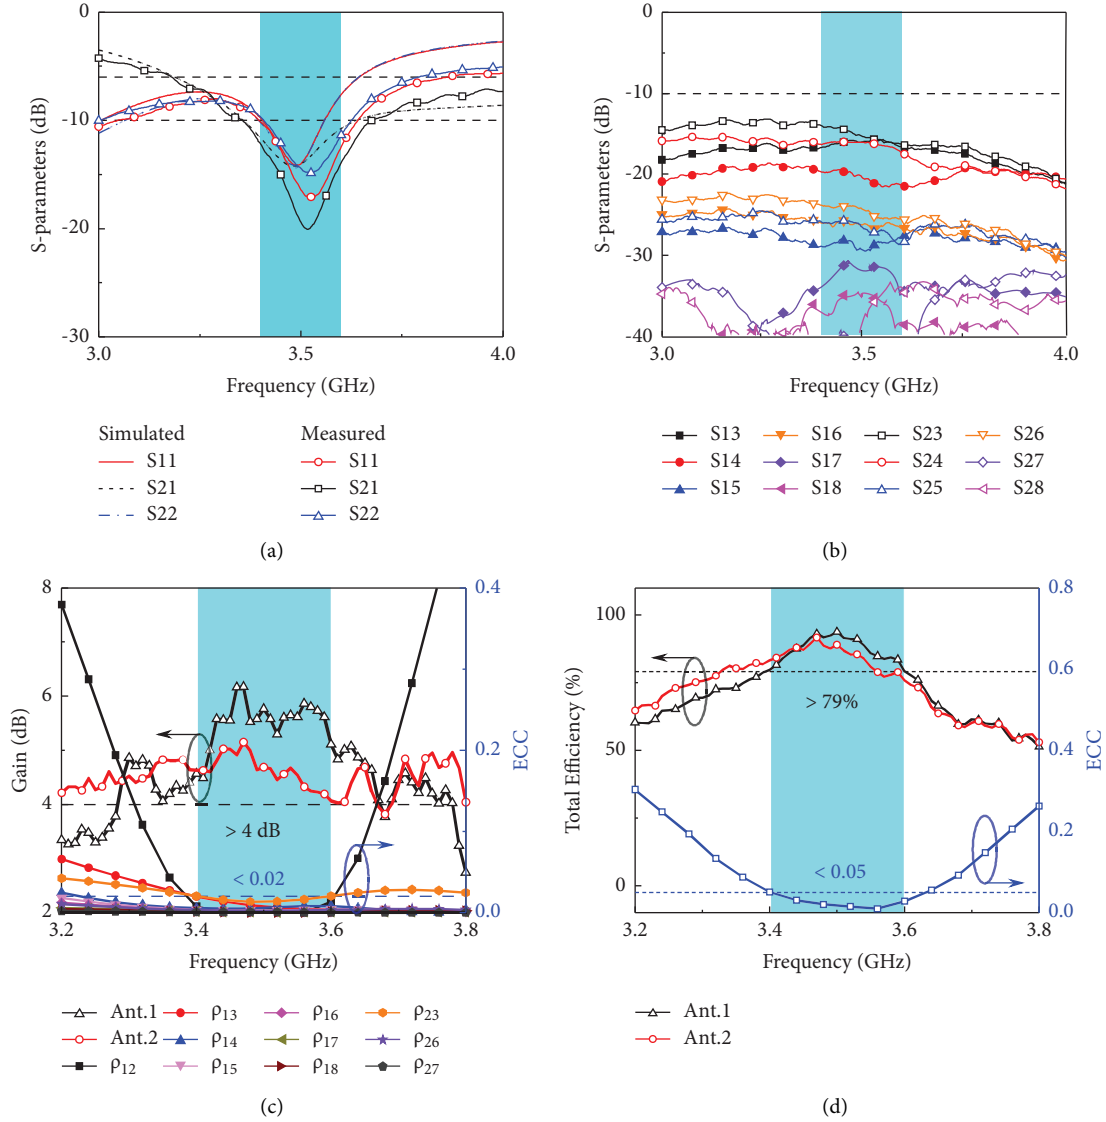 0
-10
-20
-30
S-parameters (dB)
3.0
3.5
4.0
Frequency (GHz)
Simulated
S11
S21
S22
Measured
S11
S21
S22
(a)
0
-10
-20
-30
-40
S-parameters (dB)
3.0
3.5
4.0
Frequency (GHz)
S13 S16 S23 S26
S14 S17 S24 S27
S15 S18 S25 S28
(b)
8
6
4
2
Gain (dB)
0.4
0.2
0.0
ECC
> 4 dB
< 0.02
3.2 3.4 3.6 3.8
Frequency (GHz)
Ant.1 ρ13 ρ16 ρ23
Ant.2 ρ14 ρ17 ρ26
ρ12 ρ15 ρ18 ρ27
(c)
100
50
0
Total Efficiency (%)
0.8
0.6
0.4
0.2
0.0
ECC
> 79%
< 0.05
3.2 3.4 3.6 3.8
Frequency (GHz)
Ant.1
Ant.2
(d)